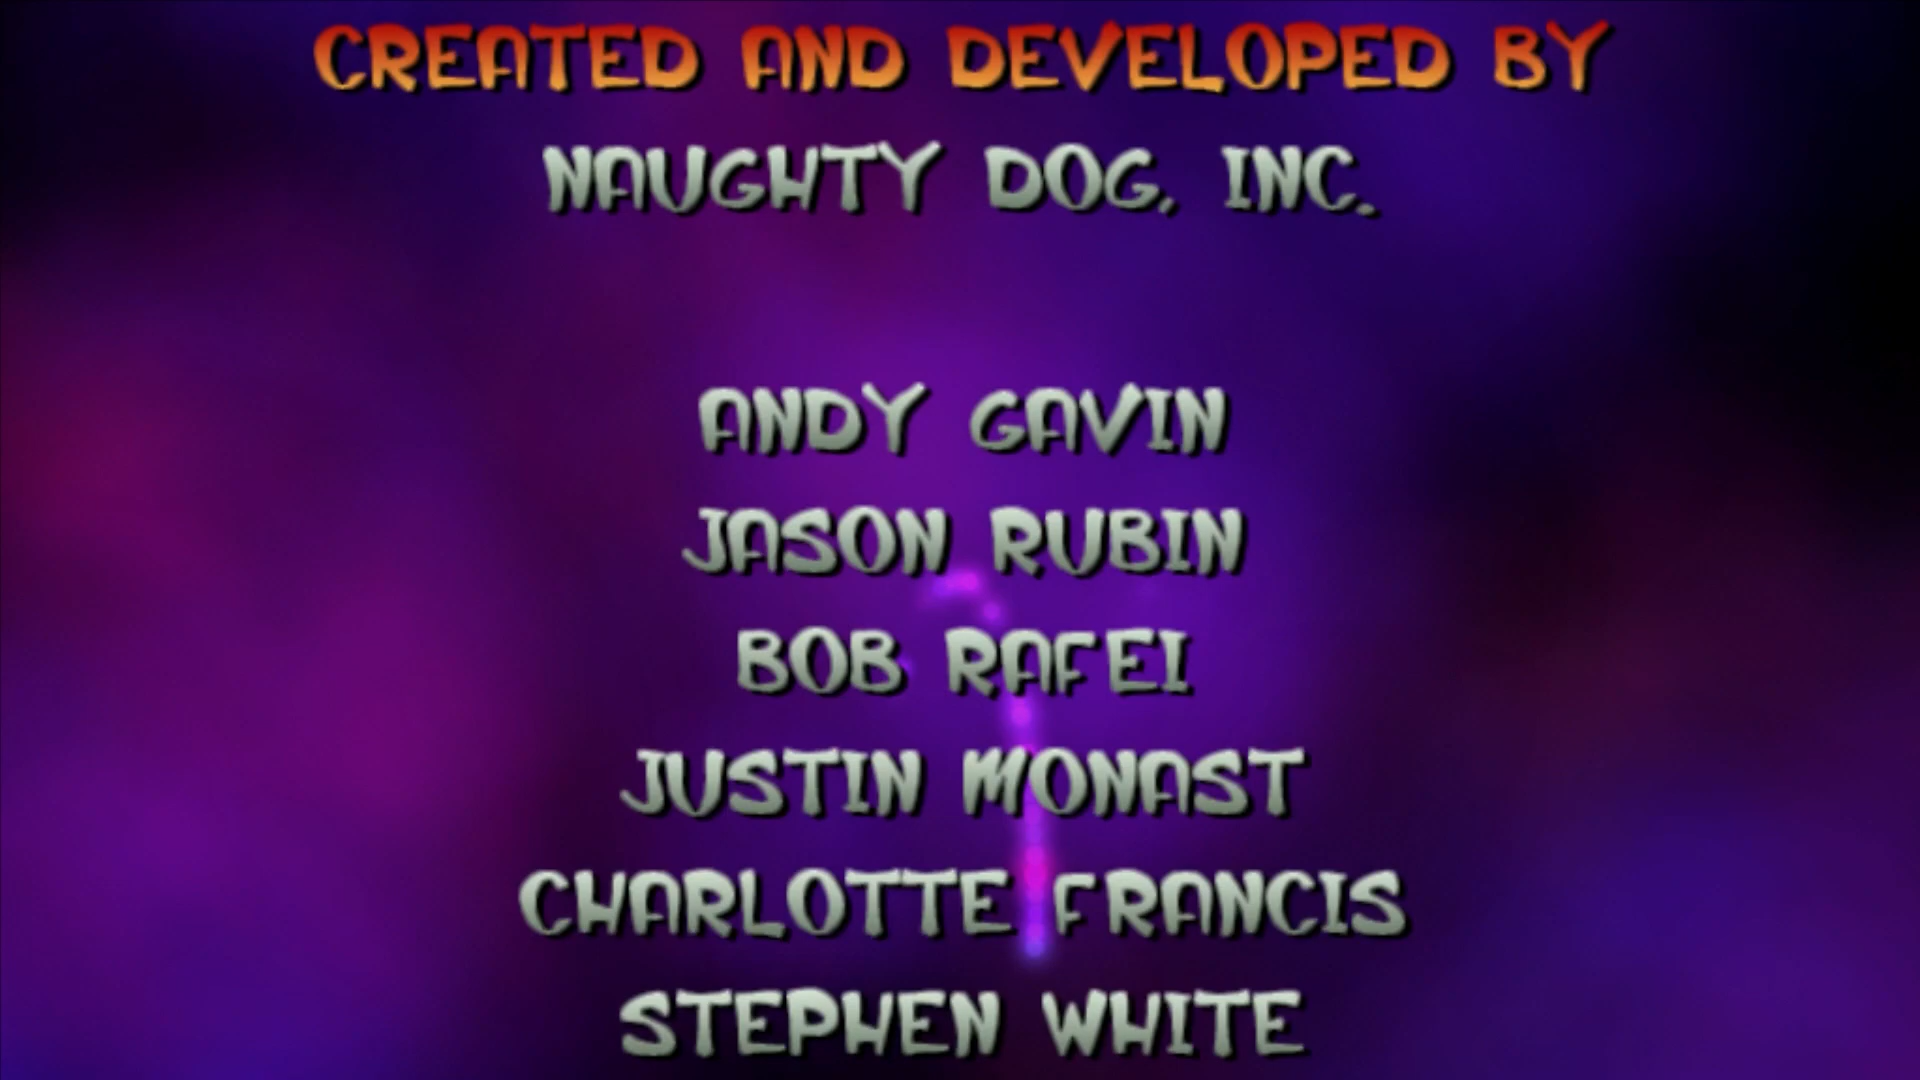 CREATED AND DEVELOPED BY
NAUGHTY DOG, INC.
ANDY GAVIN
JASON RUBIN
BOB RAFEI
JUSTIN MONAST
CHARLOTTE FRANCIS
STEPHEN WHITE